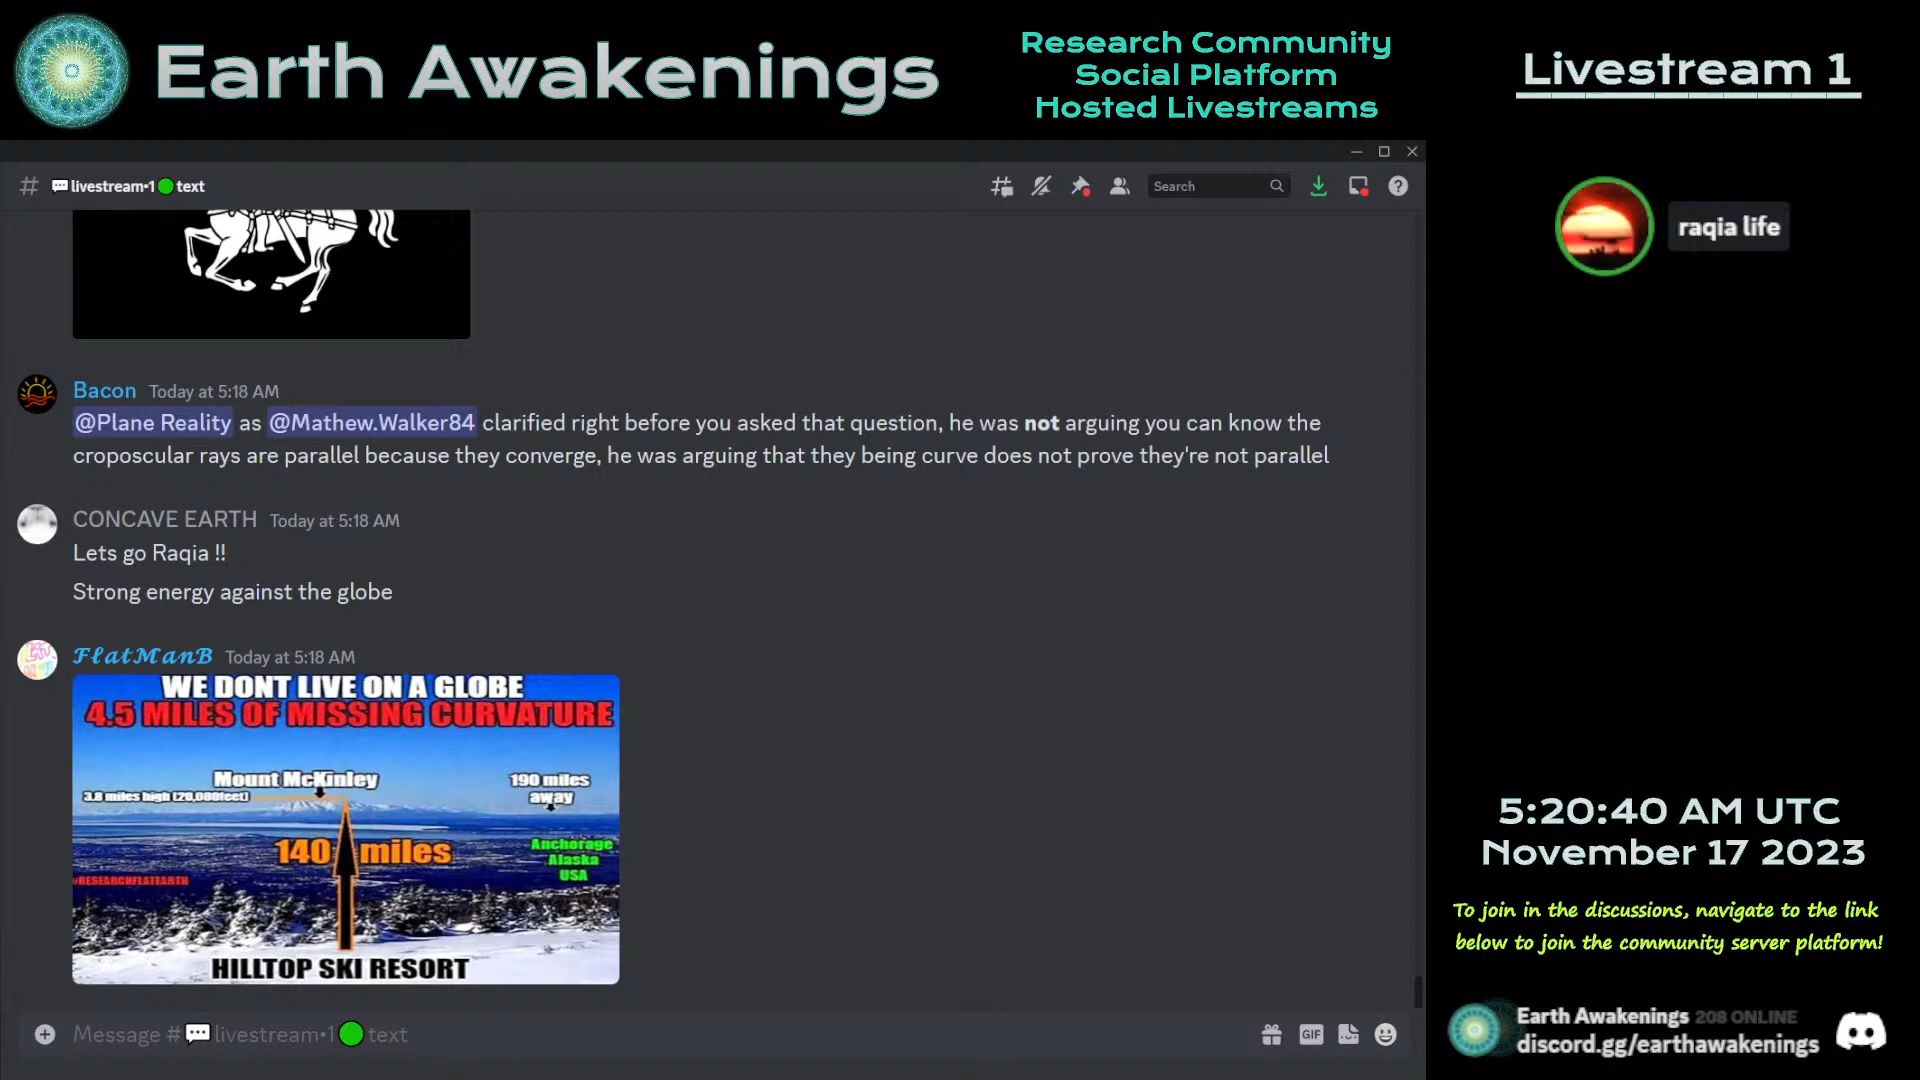 Earth Awakenings
Research Community
Social Platform
Hosted Livestreams
Livestream 1
# livestream•1 text
Search
raqia life
Bacon Today at 5:18 AM
@Plane Reality as @Mathew.Walker84 clarified right before you asked that question, he was not arguing you can know the
croposcular rays are parallel because they converge, he was arguing that they being curve does not prove they're not parallel
CONCAVE EARTH Today at 5:18 AM
Lets go Raqia !!
Strong energy against the globe
𝓕𝓵𝓪𝓽𝓜𝓪𝓷𝓑 Today at 5:18 AM
WE DONT LIVE ON A GLOBE
4.5 MILES OF MISSING CURVATURE
Mount McKinley
3.8 miles high (20,000feet)
190 miles
away
140 miles
Anchorage
Alaska
USA
#RESEARCHFLATEARTH
HILLTOP SKI RESORT
Message # livestream•1 text
GIF
5:20:40 AM UTC
November 17 2023
To join in the discussions, navigate to the link
below to join the community server platform!
Earth Awakenings 208 ONLINE
discord.gg/earthawakenings